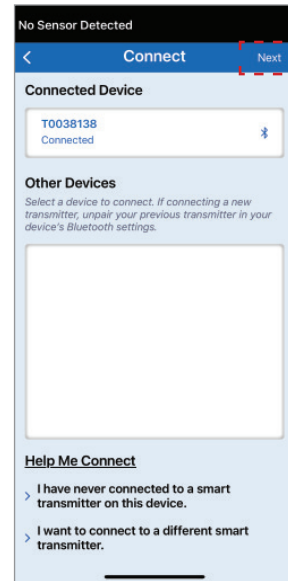 No Sensor Detected
Connect
Next
Connected Device
T0038138
Connected
Other Devices
Select a device to connect. If connecting a new
transmitter, unpair your previous transmitter in your
device's Bluetooth settings.
Help Me Connect
I have never connected to a smart
transmitter on this device.
I want to connect to a different smart
transmitter.